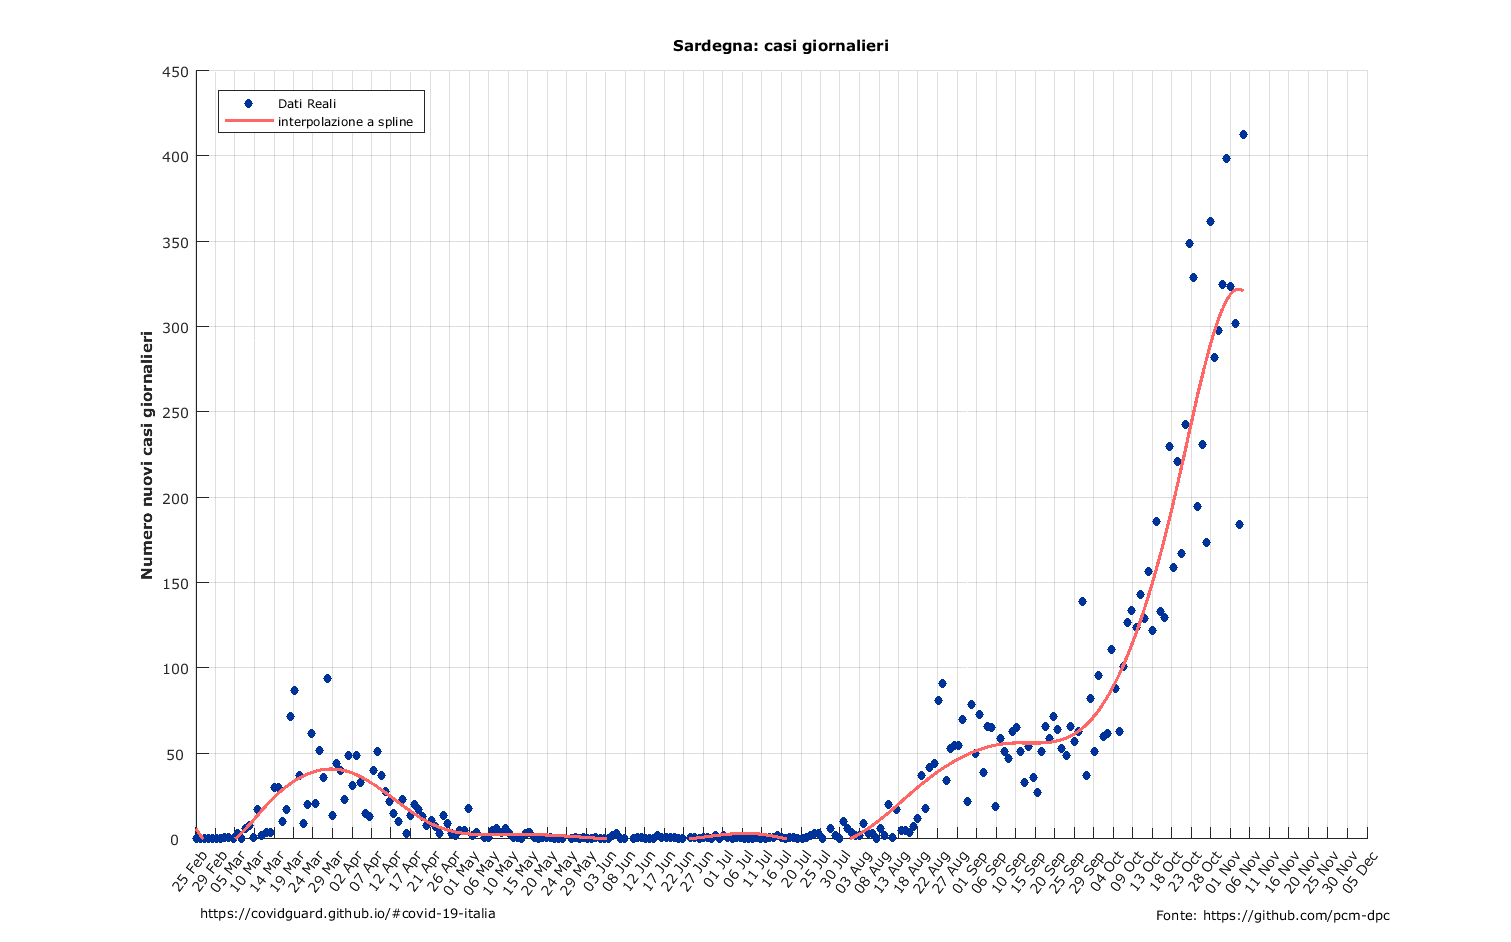 Sardegna: casi giornalieri
450
400
350
300
250
200
150
100
50
0
Numero nuovi casi giornalieri
Dati Reali
interpolazione a spline
25 Feb
29 Feb
05 Mar
10 Mar
14 Mar
19 Mar
24 Mar
29 Mar
02 Apr
07 Apr
12 Apr
17 Apr
21 Apr
26 Apr
01 May
06 May
10 May
15 May
20 May
24 May
29 May
03 Jun
08 Jun
12 Jun
17 Jun
22 Jun
27 Jun
01 Jul
06 Jul
11 Jul
16 Jul
20 Jul
25 Jul
30 Jul
03 Aug
08 Aug
13 Aug
18 Aug
22 Aug
27 Aug
01 Sep
06 Sep
10 Sep
15 Sep
20 Sep
25 Sep
29 Sep
04 Oct
09 Oct
13 Oct
18 Oct
23 Oct
28 Oct
01 Nov
06 Nov
11 Nov
16 Nov
20 Nov
25 Nov
30 Nov
05 Dec
https://covidguard.github.io/#covid-19-italia
Fonte: https://github.com/pcm-dpc